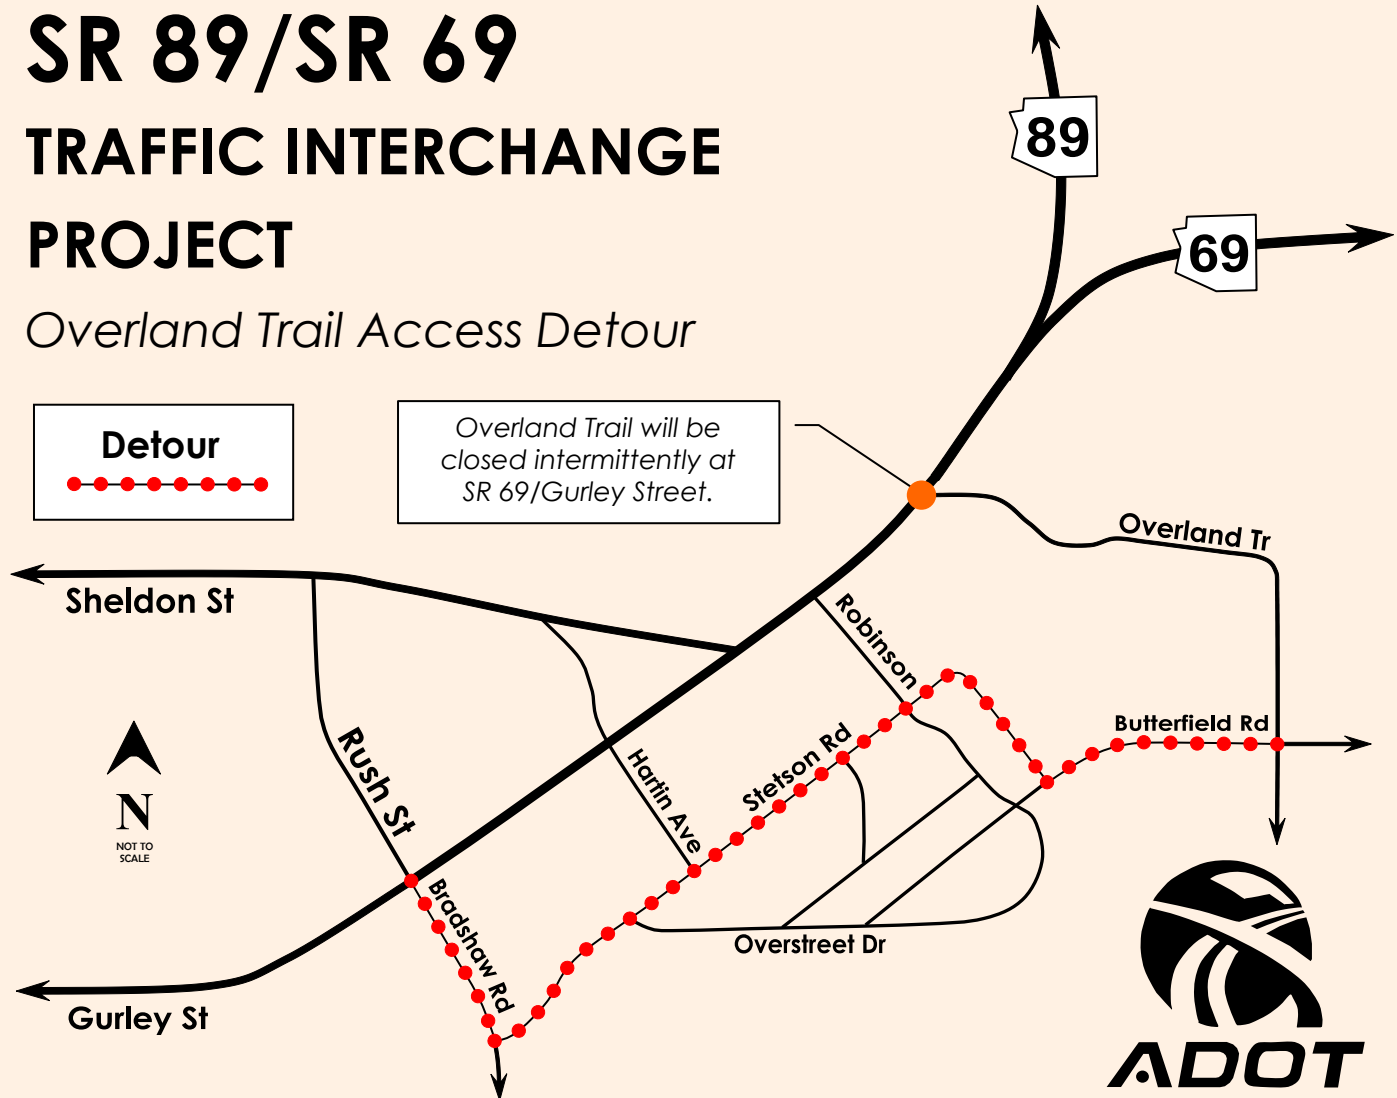 SR 89/SR 69
TRAFFIC INTERCHANGE
PROJECT
Overland Trail Access Detour
89
69
Detour
Overland Trail will be
closed intermittently at
SR 69/Gurley Street.
Overland Tr
Sheldon St
Robinson
Butterfield Rd
Rush St
Hartin Ave
Stetson Rd
N
NOT TO
SCALE
Bradshaw Rd
Overstreet Dr
Gurley St
ADOT